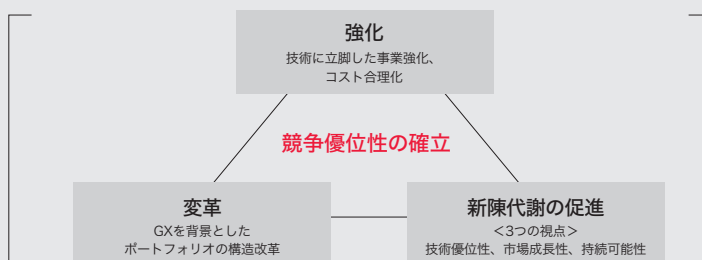 強化
技術に立脚した事業強化、
コスト合理化
競争優位性の確立
変革
GXを背景とした
ポートフォリオの構造改革
新陳代謝の促進
<3つの視点>
技術優位性、市場成長性、持続可能性